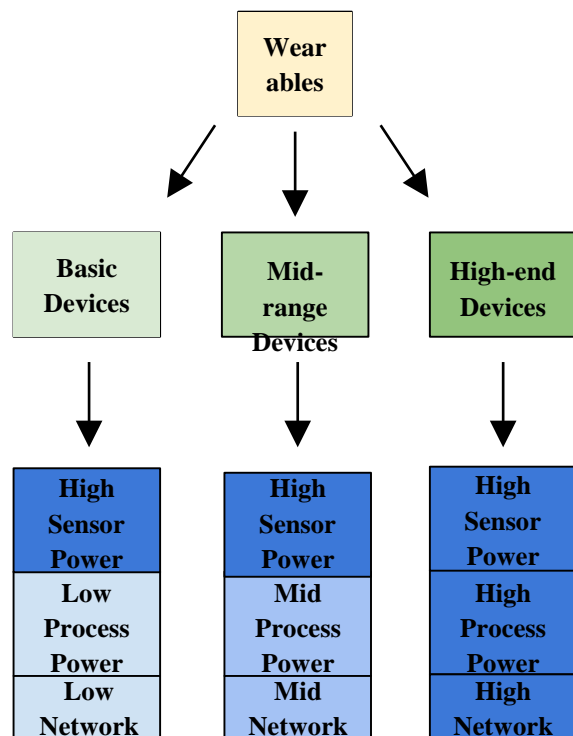 Wear
ables
Basic
Devices
Mid-
range
Devices
High-end
Devices
High
Sensor
Power
Low
Process
Power
Low
Network
High
Sensor
Power
Mid
Process
Power
Mid
Network
High
Sensor
Power
High
Process
Power
High
Network